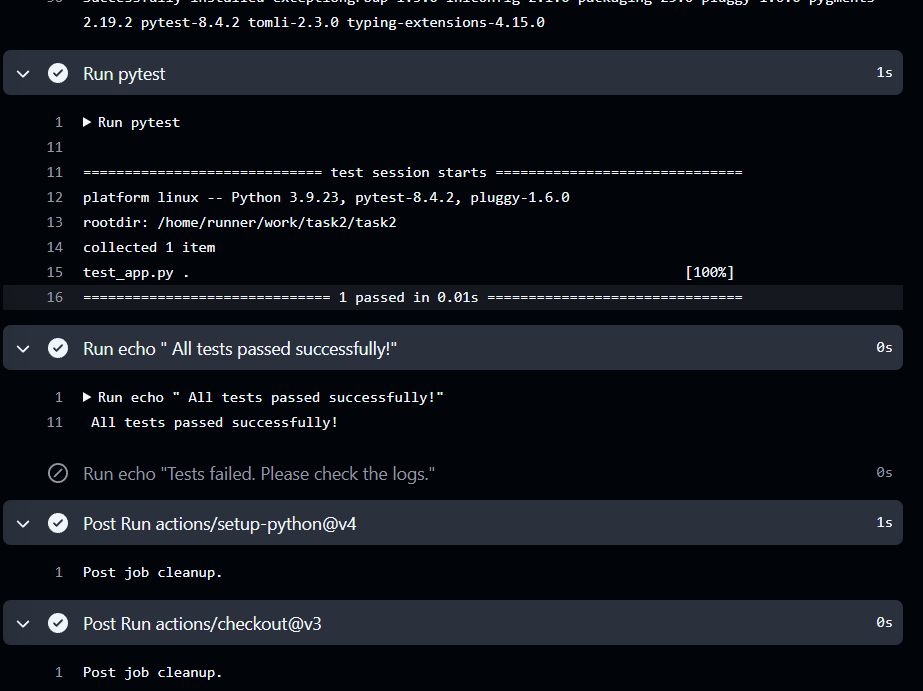 2.19.2 pytest-8.4.2 tomli-2.3.0 typing-extensions-4.15.0
Run pytest 1s
1 Run pytest
11
11 ============================= test session starts ==============================
12 platform linux -- Python 3.9.23, pytest-8.4.2, pluggy-1.6.0
13 rootdir: /home/runner/work/task2/task2
14 collected 1 item
15 test_app.py . [100%]
16 ============================== 1 passed in 0.01s ===============================
Run echo " All tests passed successfully!" 0s
1 Run echo " All tests passed successfully!"
11 All tests passed successfully!
Run echo "Tests failed. Please check the logs." 0s
Post Run actions/setup-python@v4 1s
1 Post job cleanup.
Post Run actions/checkout@v3 0s
1 Post job cleanup.